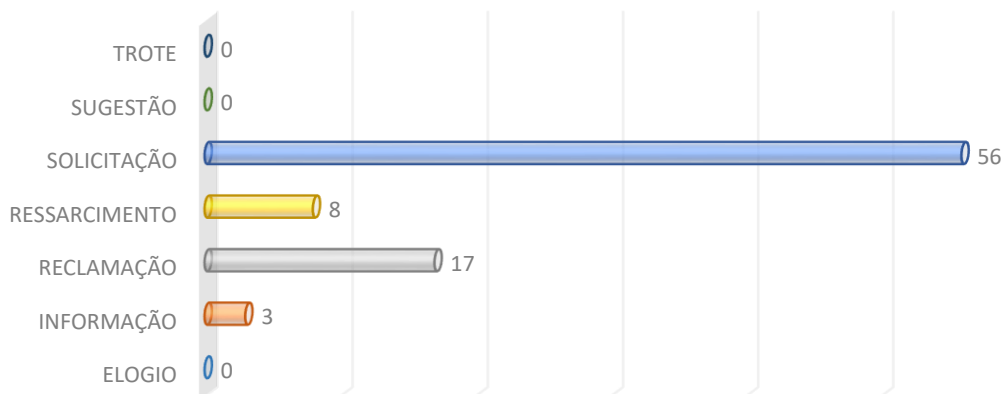 TROTE 0
SUGESTÃO 0
SOLICITAÇÃO 56
RESSARCIMENTO 8
RECLAMAÇÃO 17
INFORMAÇÃO 3
ELOGIO 0